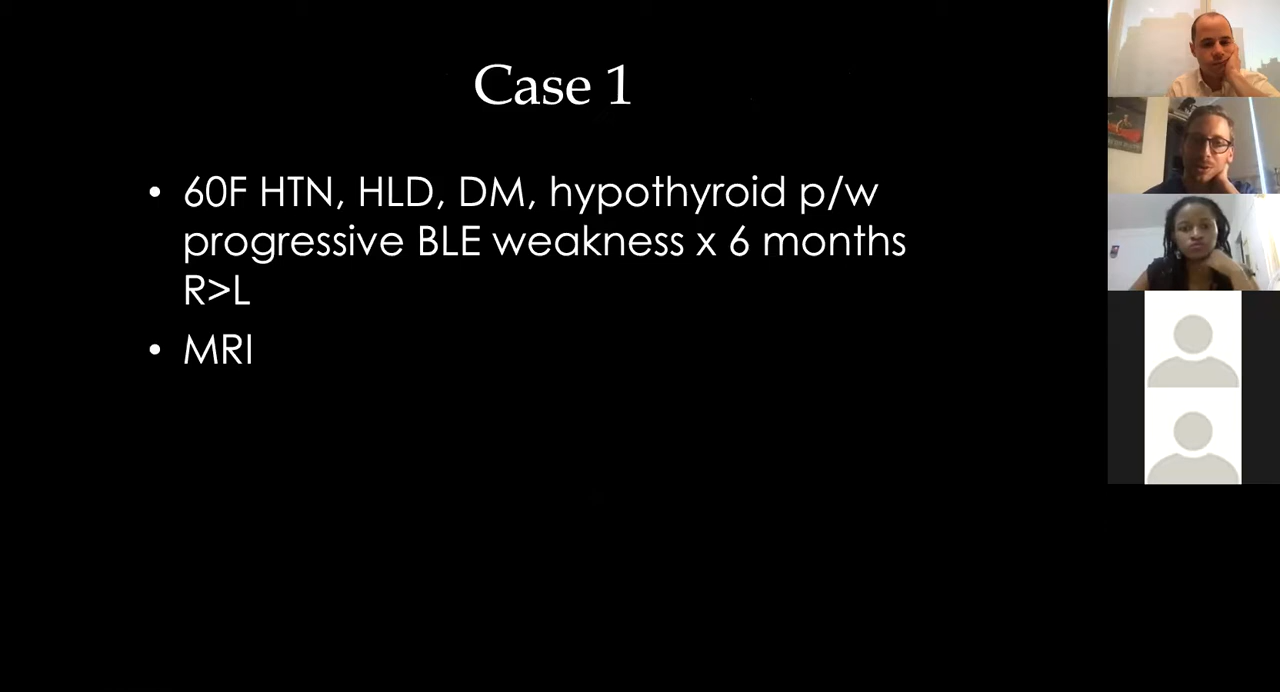 Case 1
• 60F HTN, HLD, DM, hypothyroid p/w
progressive BLE weakness x 6 months
R>L
• MRI